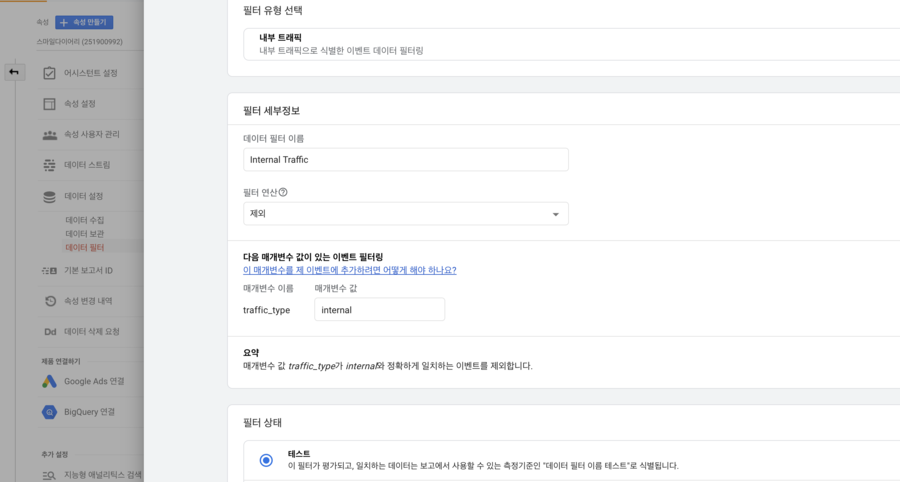 속성
속성 만들기
스마일다이어리 (251900992)
어시스턴트 설정
속성 설정
속성 사용자 관리
데이터 스트림
데이터 설정
데이터 수집
데이터 보관
데이터 필터
기본 보고서 ID
속성 변경 내역
Dd 데이터 삭제 요청
제품 연결하기
Google Ads 연결
BigQuery 연결
추가 설정
지능형 애널리틱스 검색
필터 유형 선택
내부 트래픽
내부 트래픽으로 식별한 이벤트 데이터 필터링
필터 세부정보
데이터 필터 이름
Internal Traffic
필터 연산
제외
다음 매개변수 값이 있는 이벤트 필터링
이 매개변수를 제 이벤트에 추가하려면 어떻게 해야 하나요?
매개변수 이름 매개변수 값
traffic_type internal
요약
매개변수 값 traffic_type가 internal와 정확하게 일치하는 이벤트를 제외합니다.
필터 상태
테스트
이 필터가 평가되고, 일치하는 데이터는 보고에서 사용할 수 있는 측정기준인 "데이터 필터 이름 테스트"로 식별됩니다.